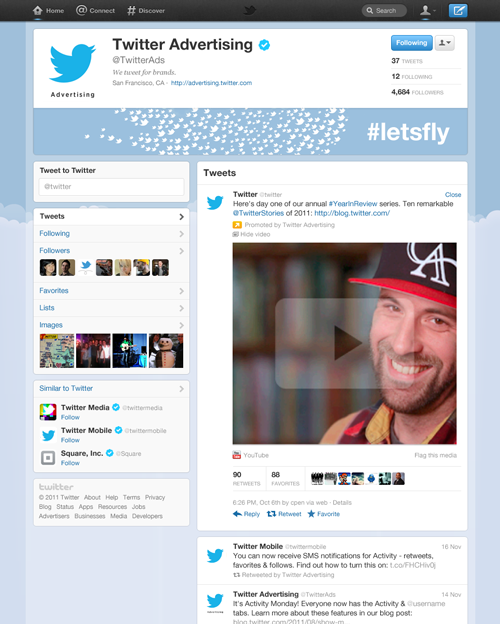 Home
Connect
Discover
Search
Advertising
Twitter Advertising
@TwitterAds
We tweet for brands.
San Francisco, CA · http://advertising.twitter.com
Following
37 TWEETS
12 FOLLOWING
4,684 FOLLOWERS
#letsfly
Tweet to Twitter
@twitter
Tweets
Following
Followers
Favorites
Lists
Images
Similar to Twitter
Twitter Media @twittermedia
Follow
Twitter Mobile @twittermobile
Follow
Square, Inc. @Square
Follow
twitter
© 2011 Twitter About Help Terms Privacy
Blog Status Apps Resources Jobs
Advertisers Businesses Media Developers
Tweets
Twitter @twitter Close
Here's day one of our annual #YearInReview series. Ten remarkable
@TwitterStories of 2011: http://blog.twitter.com/
Promoted by Twitter Advertising
Hide video
YouTube
Flag this media
90 RETWEETS
88 FAVORITES
6:26 PM, Oct 6th by cpen via web · Details
Reply Retweet Favorite
Twitter Mobile @twittermobile 16 Nov
You can now receive SMS notifications for Activity - retweets,
favorites & follows. Find out how to turn this on: t.co/FHCHiv0j
Retweeted by Twitter Advertising
Twitter Advertising @TwitterAds 14 Nov
It's Activity Monday! Everyone now has the Activity & @username
tabs. Learn more about these features in our blog post:
blog.twitter.com/2011/08/show-m...